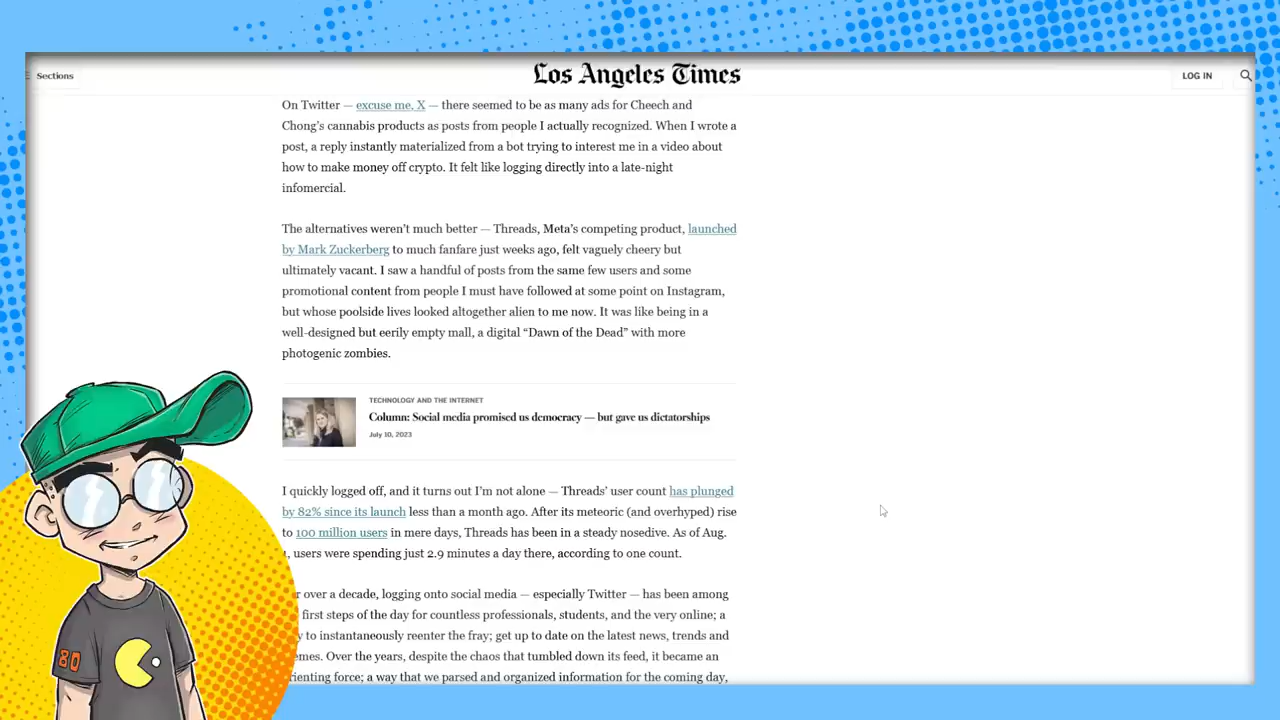 Sections
Los Angeles Times
LOG IN
On Twitter — excuse me, X — there seemed to be as many ads for Cheech and
Chong's cannabis products as posts from people I actually recognized. When I wrote a
post, a reply instantly materialized from a bot trying to interest me in a video about
how to make money off crypto. It felt like logging directly into a late-night
infomercial.
The alternatives weren't much better — Threads, Meta's competing product, launched
by Mark Zuckerberg to much fanfare just weeks ago, felt vaguely cheery but
ultimately vacant. I saw a handful of posts from the same few users and some
promotional content from people I must have followed at some point on Instagram,
but whose poolside lives looked altogether alien to me now. It was like being in a
well-designed but eerily empty mall, a digital “Dawn of the Dead” with more
photogenic zombies.
TECHNOLOGY AND THE INTERNET
Column: Social media promised us democracy — but gave us dictatorships
July 10, 2023
I quickly logged off, and it turns out I'm not alone — Threads' user count has plunged
by 82% since its launch less than a month ago. After its meteoric (and overhyped) rise
to 100 million users in mere days, Threads has been in a steady nosedive. As of Aug.
, users were spending just 2.9 minutes a day there, according to one count.
over a decade, logging onto social media — especially Twitter — has been among
first steps of the day for countless professionals, students, and the very online; a
to instantaneously reenter the fray; get up to date on the latest news, trends and
emes. Over the years, despite the chaos that tumbled down its feed, it became an
rienting force; a way that we parsed and organized information for the coming day,
80